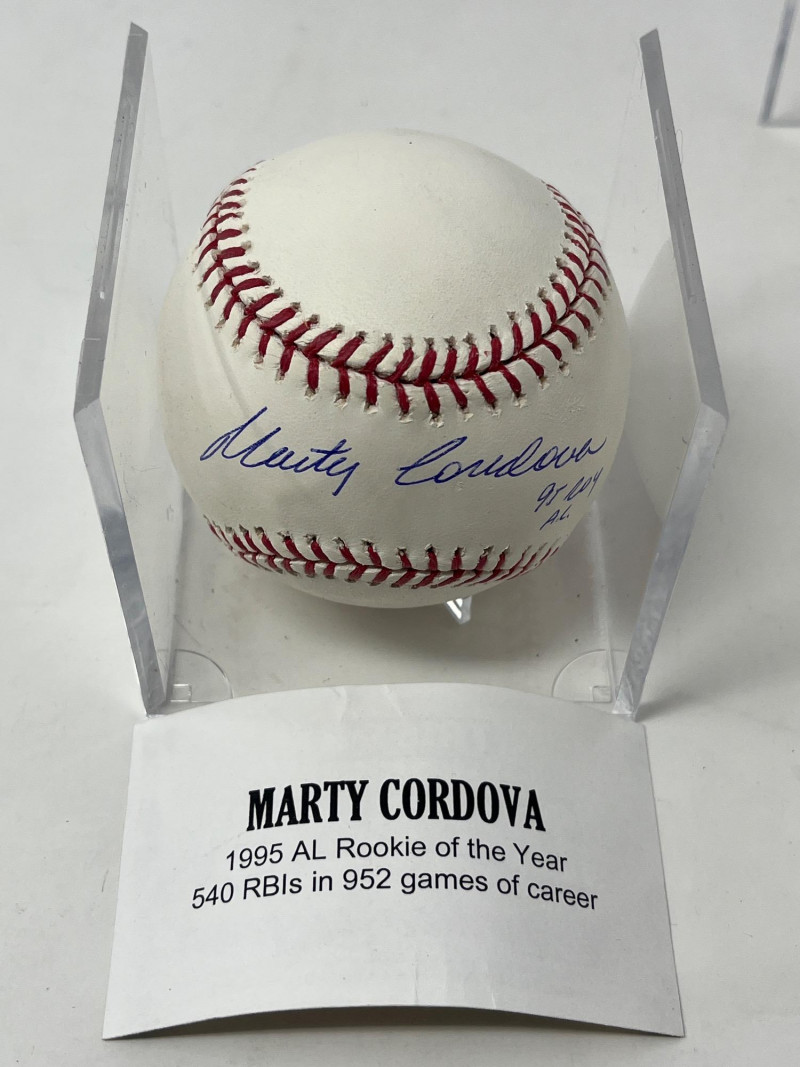 Marty Cordova
95 ROY
A.L.
MARTY CORDOVA
1995 AL Rookie of the Year
540 RBIs in 952 games of career